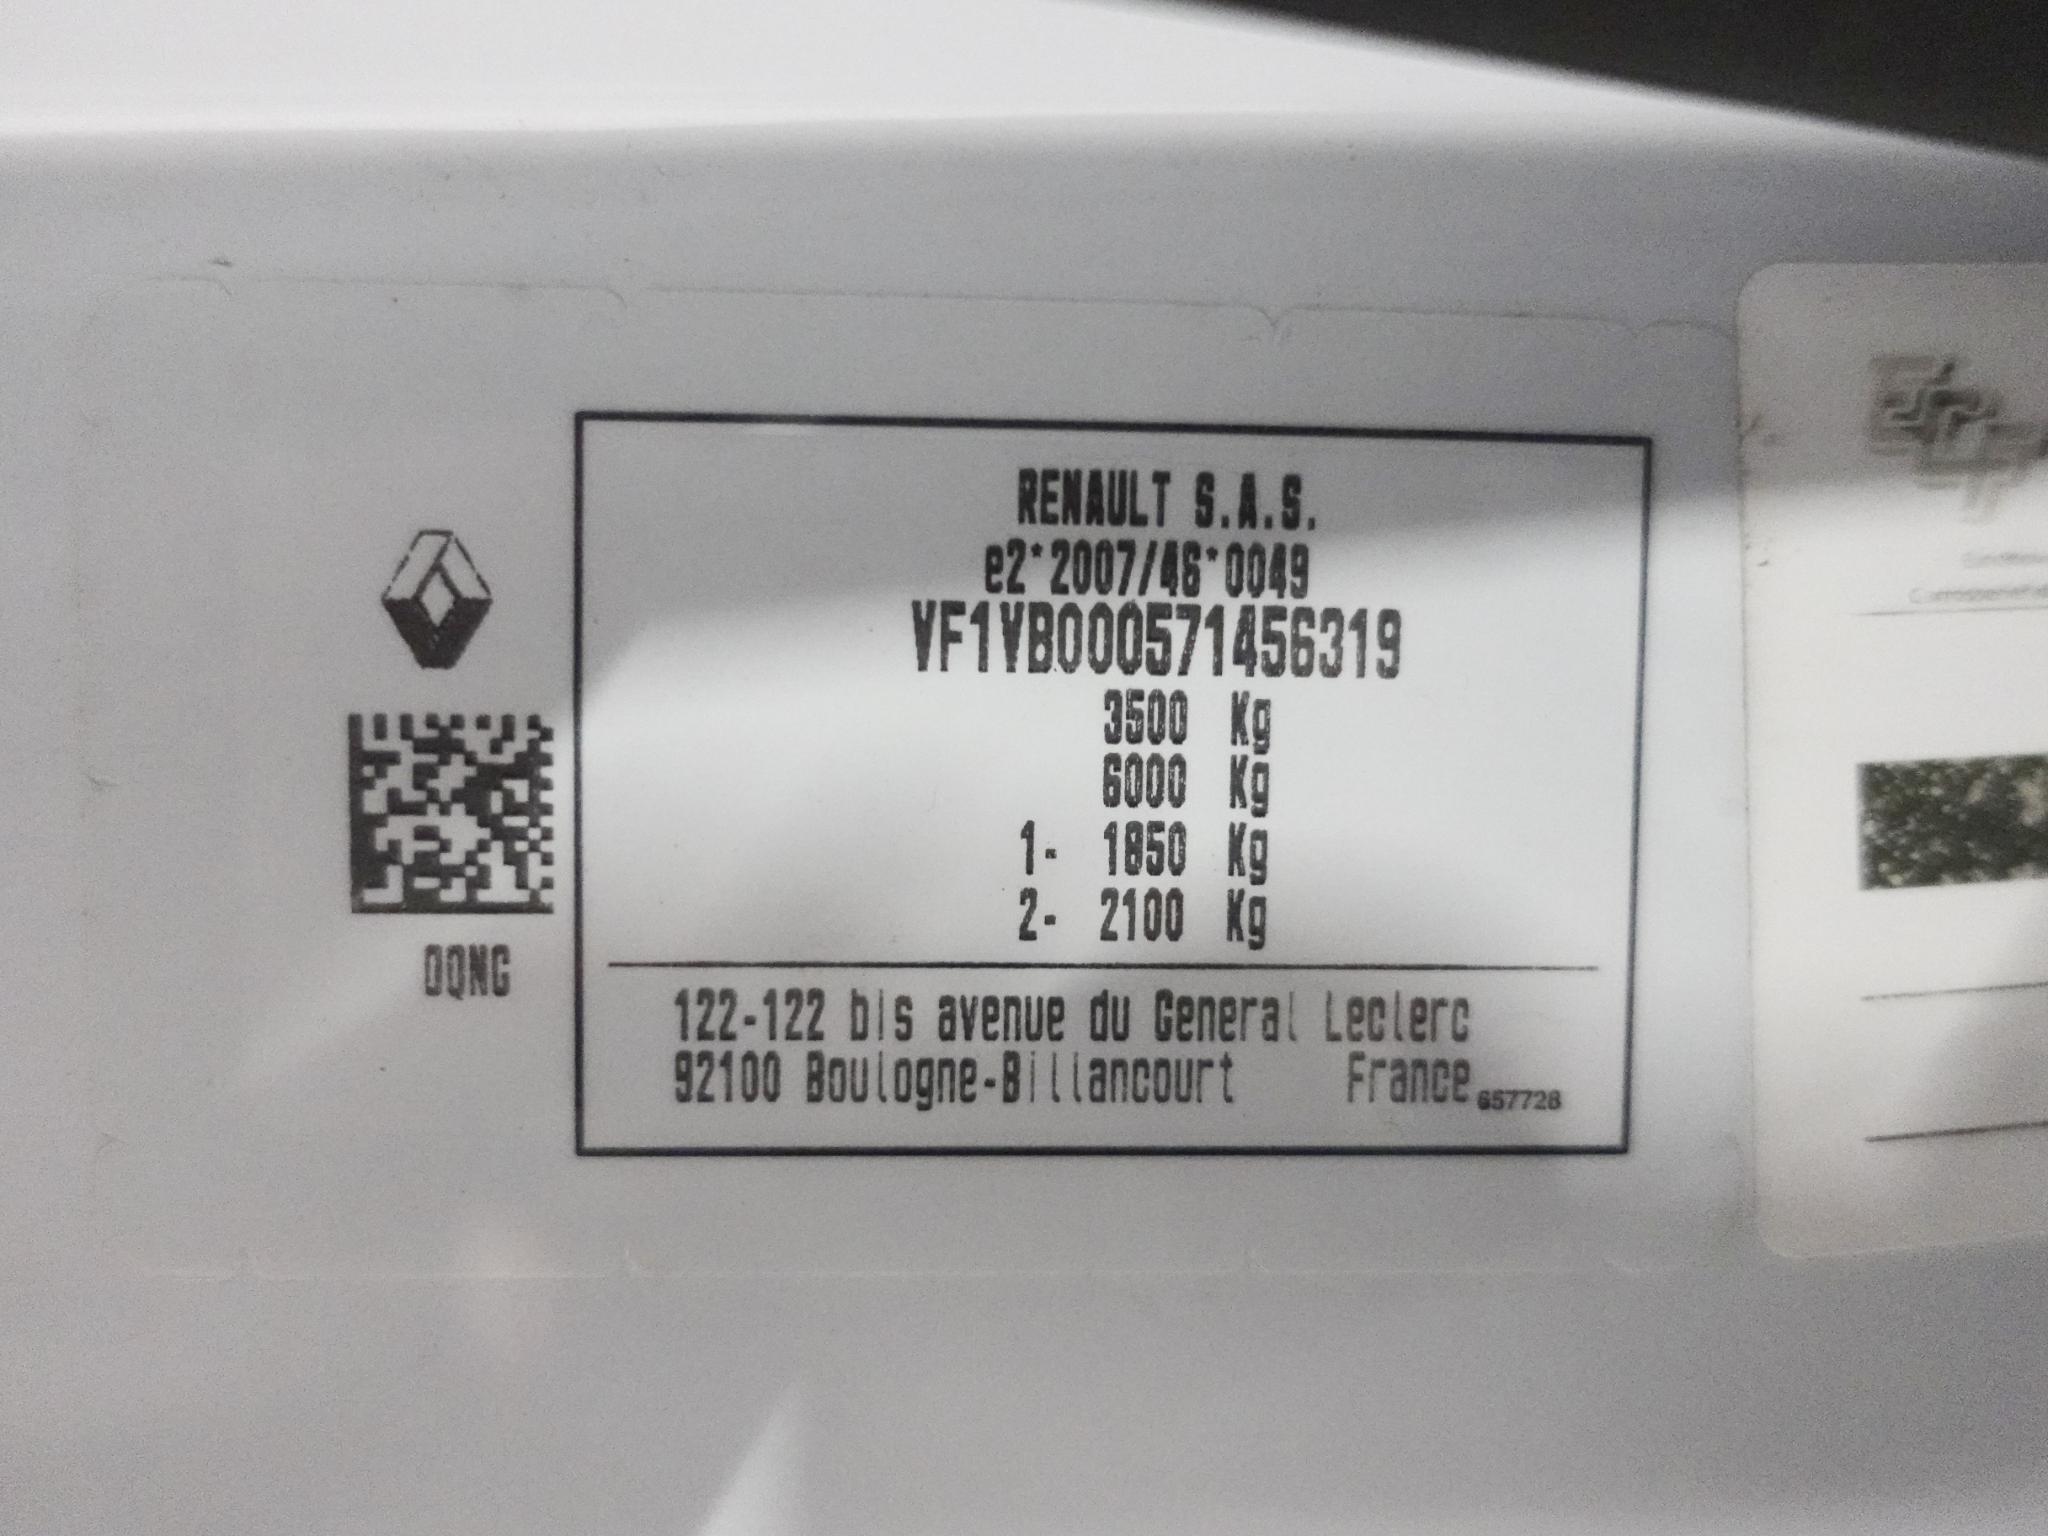 RENAULT S.A.S.
e2*2007/46*0049
VF1VB000571456319
3500 Kg
6000 Kg
1- 1850 Kg
2- 2100 Kg
OQNG
122-122 bis avenue du General Leclerc
92100 Boulogne-Billancourt France
657728